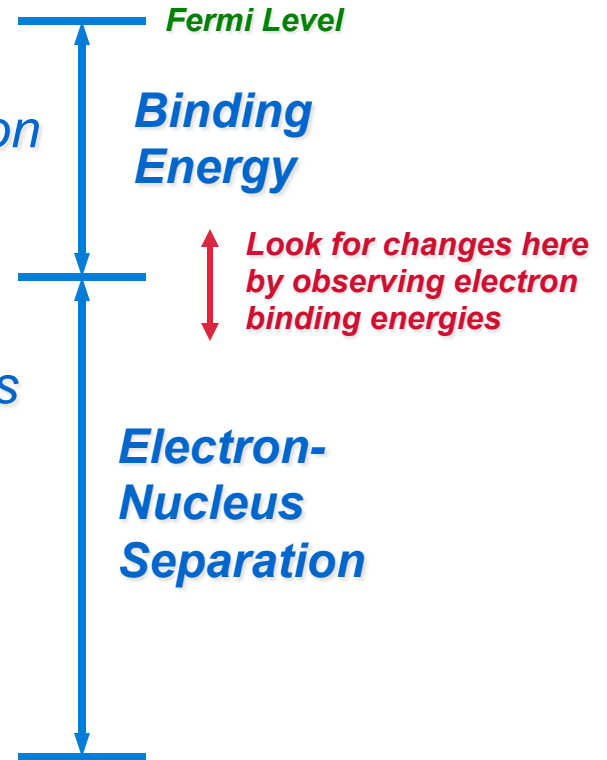 Fermi Level
Binding
Energy
Look for changes here
by observing electron
binding energies
Electron-
Nucleus
Separation